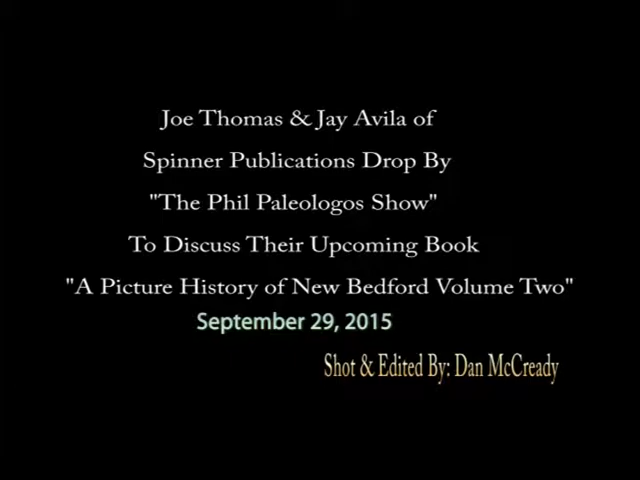 Joe Thomas & Jay Avila of
Spinner Publications Drop By
"The Phil Paleologos Show"
To Discuss Their Upcoming Book
"A Picture History of New Bedford Volume Two"
September 29, 2015
Shot & Edited By: Dan McCready